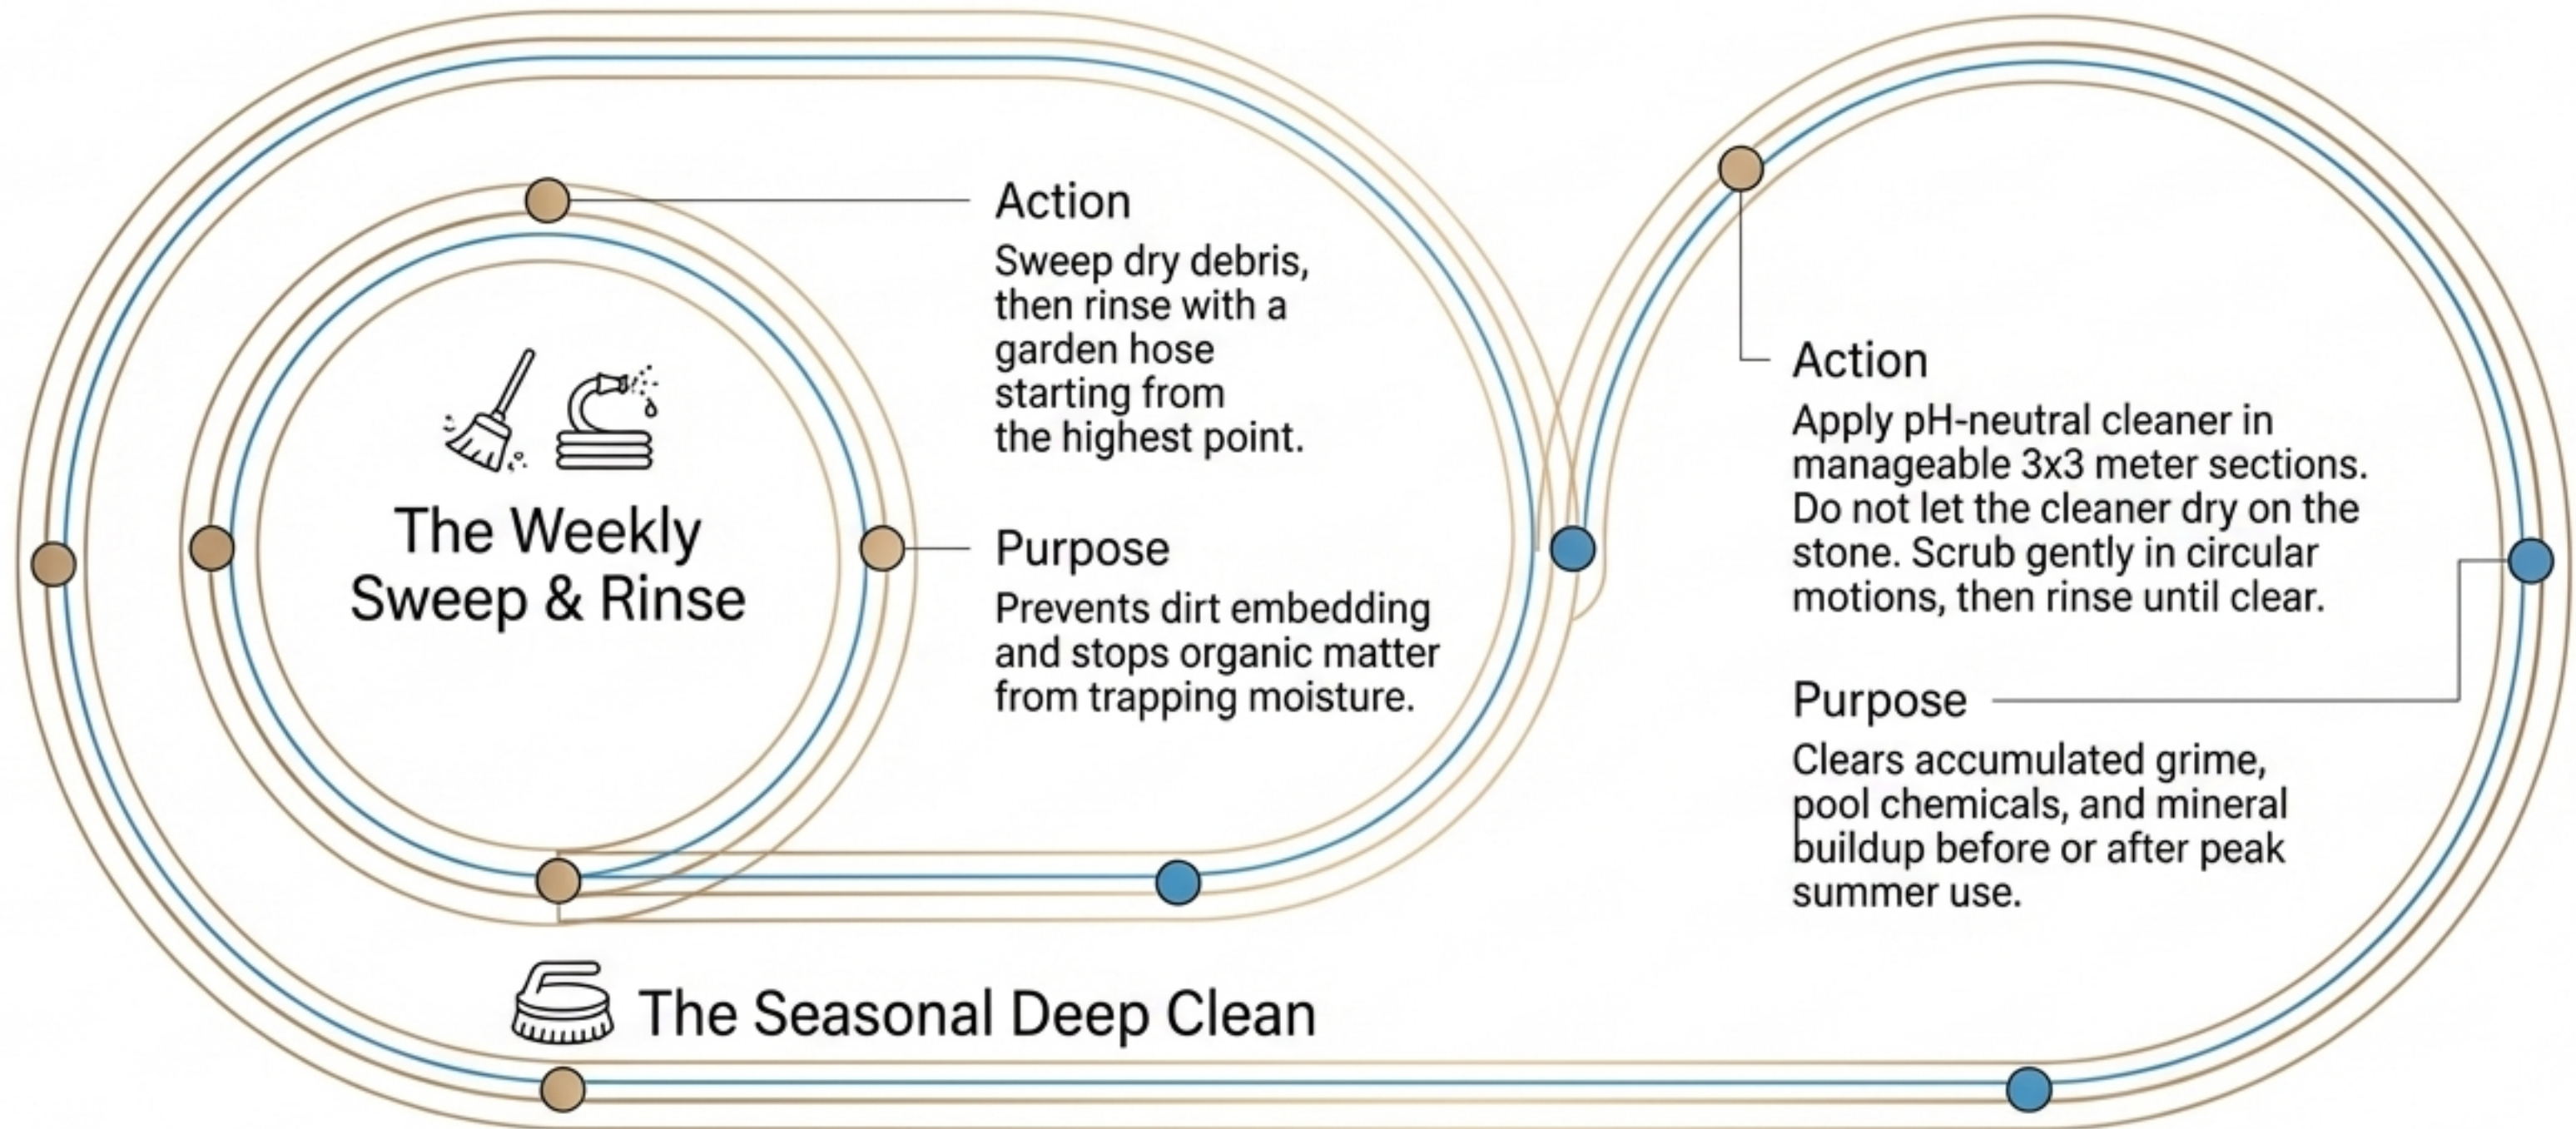 The Weekly
Sweep & Rinse
Action
Sweep dry debris,
then rinse with a
garden hose
starting from
the highest point.
Purpose
Prevents dirt embedding
and stops organic matter
from trapping moisture.
The Seasonal Deep Clean
Action
Apply pH-neutral cleaner in
manageable 3x3 meter sections.
Do not let the cleaner dry on the
stone. Scrub gently in circular
motions, then rinse until clear.
Purpose
Clears accumulated grime,
pool chemicals, and mineral
buildup before or after peak
summer use.